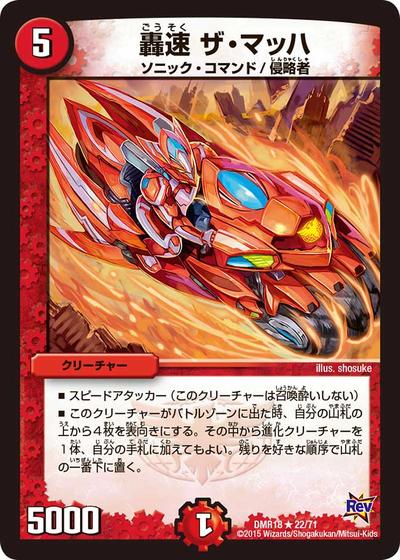 5
ごうそく
轟速 ザ・マッハ
しんりゃくしゃ
ソニック・コマンド / 侵略者
illus. shosuke
クリーチャー
■ スピードアタッカー (このクリーチャーは召喚酔いしない)
■ このクリーチャーがバトルゾーンに出た時、自分の山札の
上から4枚を表向きにする。その中から進化クリーチャーを
1体、自分の手札に加えてもよい。残りを好きな順序で山札
の一番下に置く。
5000
1
Rev
DMR18 ★ 22/71
©2015 Wizards/Shogakukan/Mitsui-Kids